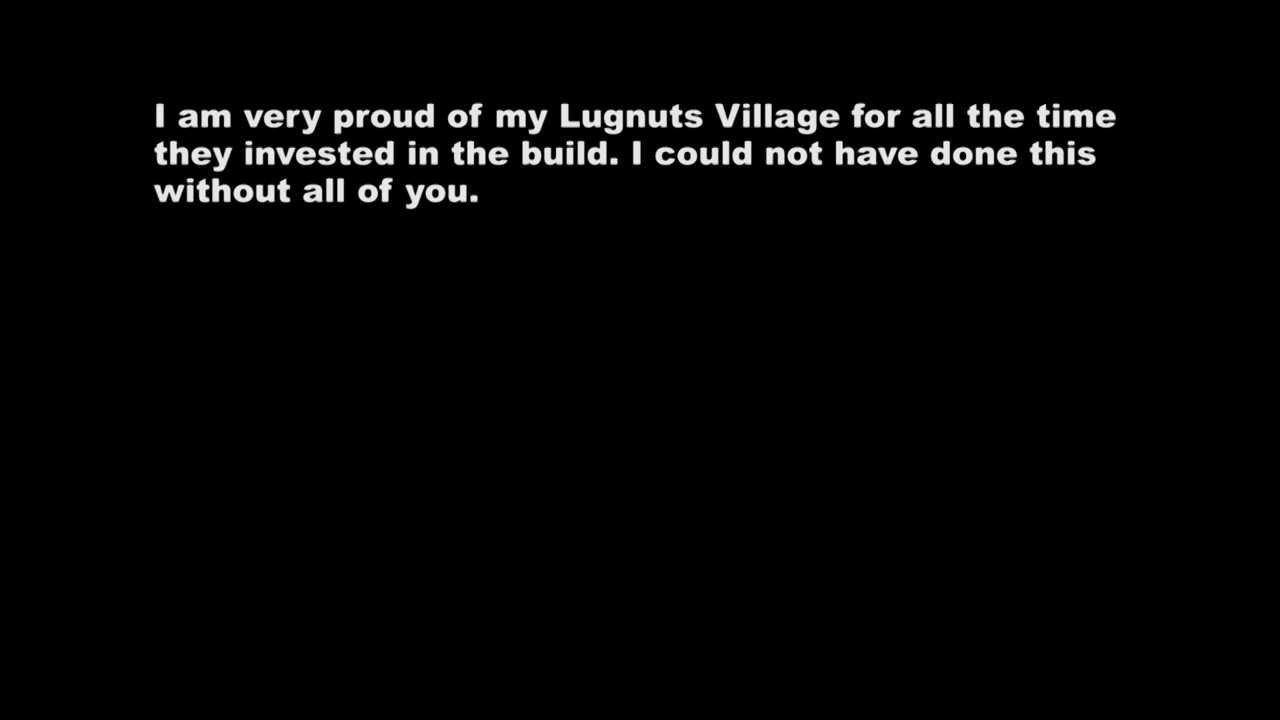 I am very proud of my Lugnuts Village for all the time
they invested in the build. I could not have done this
without all of you.